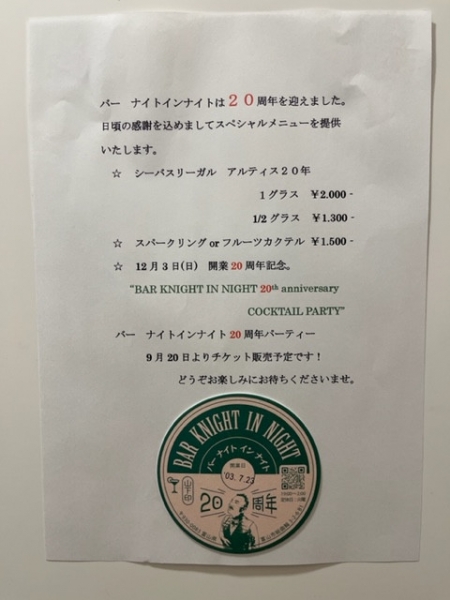 バー ナイトインナイトは２０周年を迎えました。
日頃の感謝を込めましてスペシャルメニューを提供
いたします。
☆ シーバスリーガル アルティス２０年
1グラス ￥2.000-
1/2グラス ￥1.300-
☆ スパークリング or フルーツカクテル ￥1.500-
☆ 12月3日(日) 開業20周年記念。
“BAR KNIGHT IN NIGHT 20th anniversary
COCKTAIL PARTY”
バー ナイトインナイト20周年パーティー
9月20日よりチケット販売予定です！
どうぞお楽しみにお待ちくださいませ。
BAR KNIGHT IN NIGHT
バー ナイト イン ナイト
開業日
'03. 7.23
20 周年